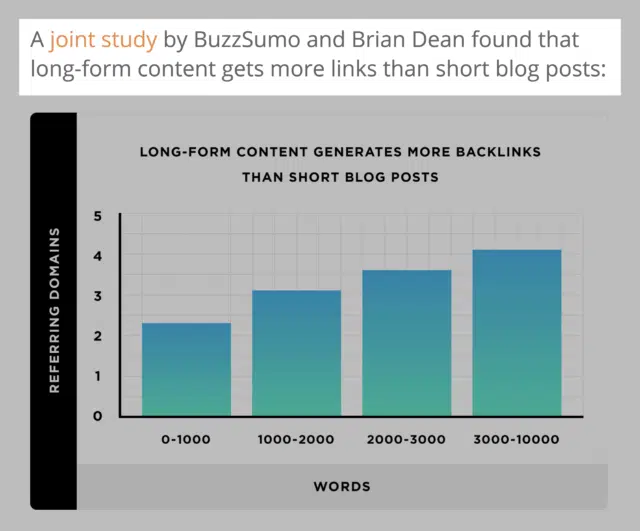 A joint study by BuzzSumo and Brian Dean found that
long-form content gets more links than short blog posts:
LONG-FORM CONTENT GENERATES MORE BACKLINKS
THAN SHORT BLOG POSTS
REFERRING DOMAINS
5
4
3
2
1
0
0-1000 1000-2000 2000-3000 3000-10000
WORDS